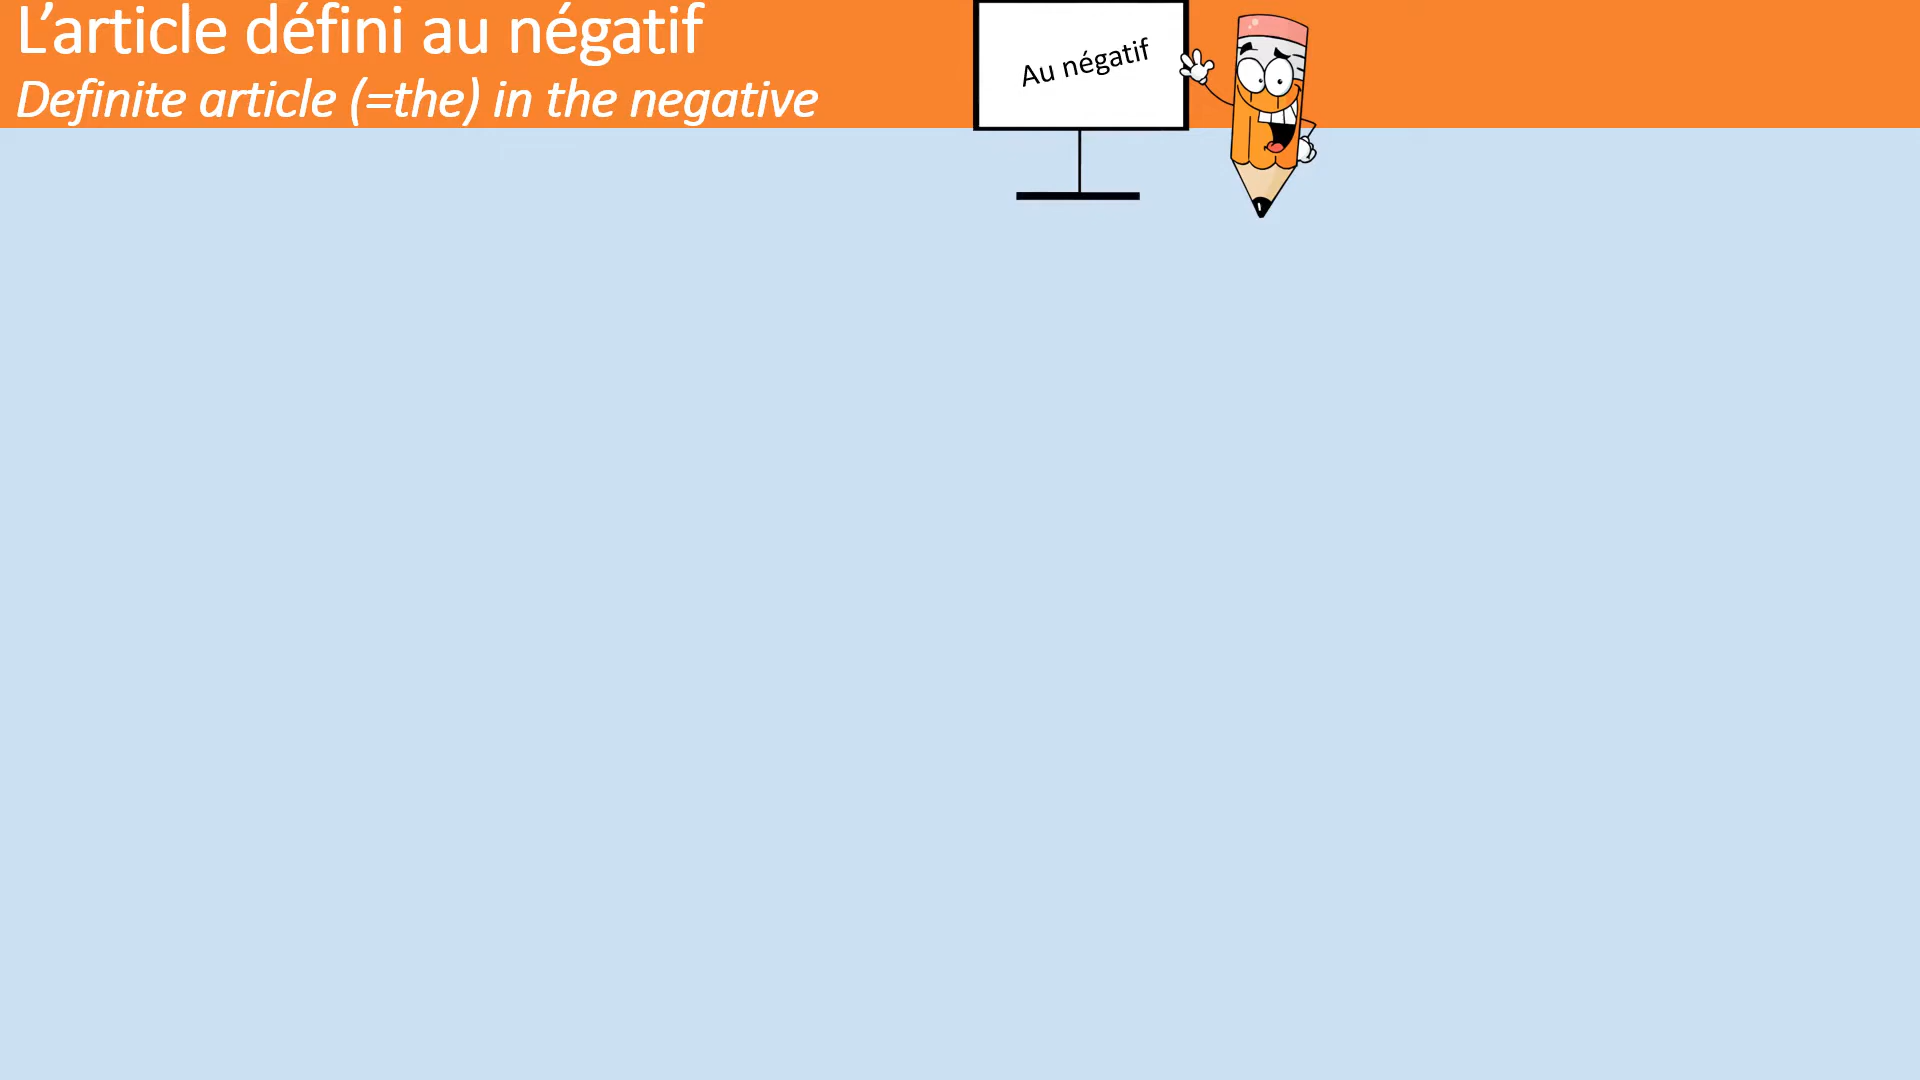 L’article défini au négatif
Definite article (=the) in the negative
Au négatif